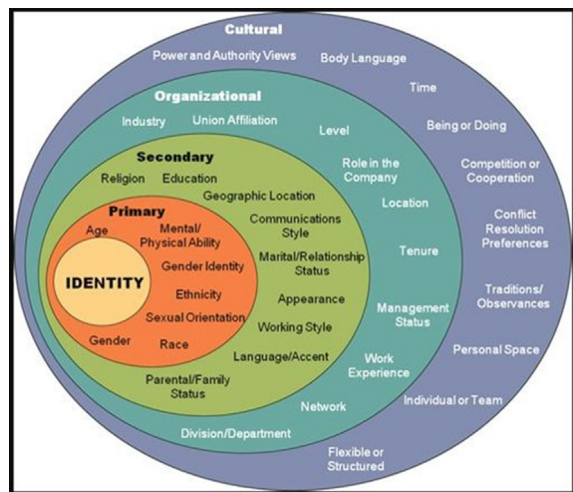 Cultural
Power and Authority Views
Body Language
Time
Being or Doing
Competition or
Cooperation
Conflict
Resolution
Preferences
Traditions/
Observances
Personal Space
Individual or Team
Flexible or
Structured
Organizational
Industry
Union Affiliation
Level
Role in the
Company
Location
Tenure
Management
Status
Work
Experience
Network
Division/Department
Secondary
Religion
Education
Geographic Location
Communications
Style
Marital/Relationship
Status
Appearance
Working Style
Language/Accent
Parental/Family
Status
Primary
Age
Mental/
Physical Ability
Gender Identity
Ethnicity
Sexual Orientation
Race
Gender
IDENTITY